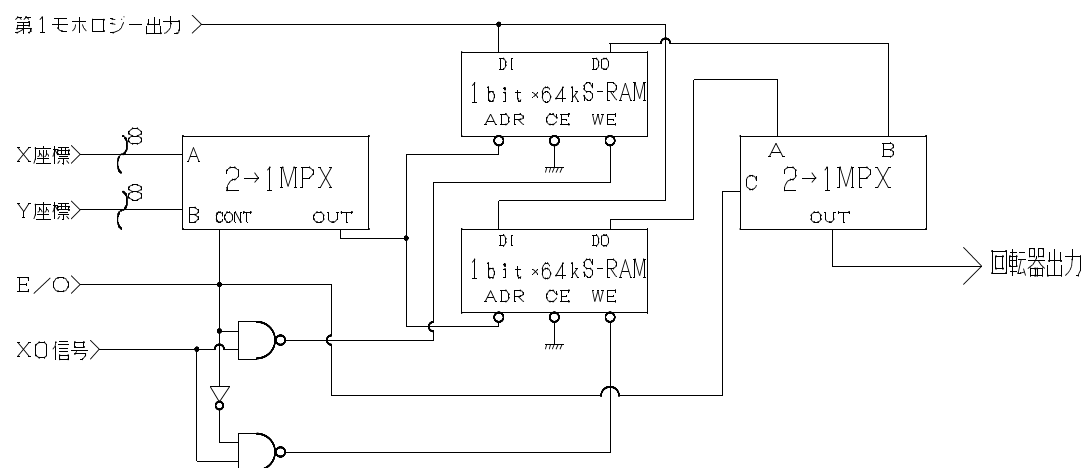 第1モホロジー出力
DI DO
1bit×64kS-RAM
ADR CE WE
X座標
8
A
2→1MPX
Y座標
8
B CONT OUT
A B
C 2→1MPX
OUT
DI DO
1bit×64kS-RAM
ADR CE WE
回転器出力
E/O
X0信号